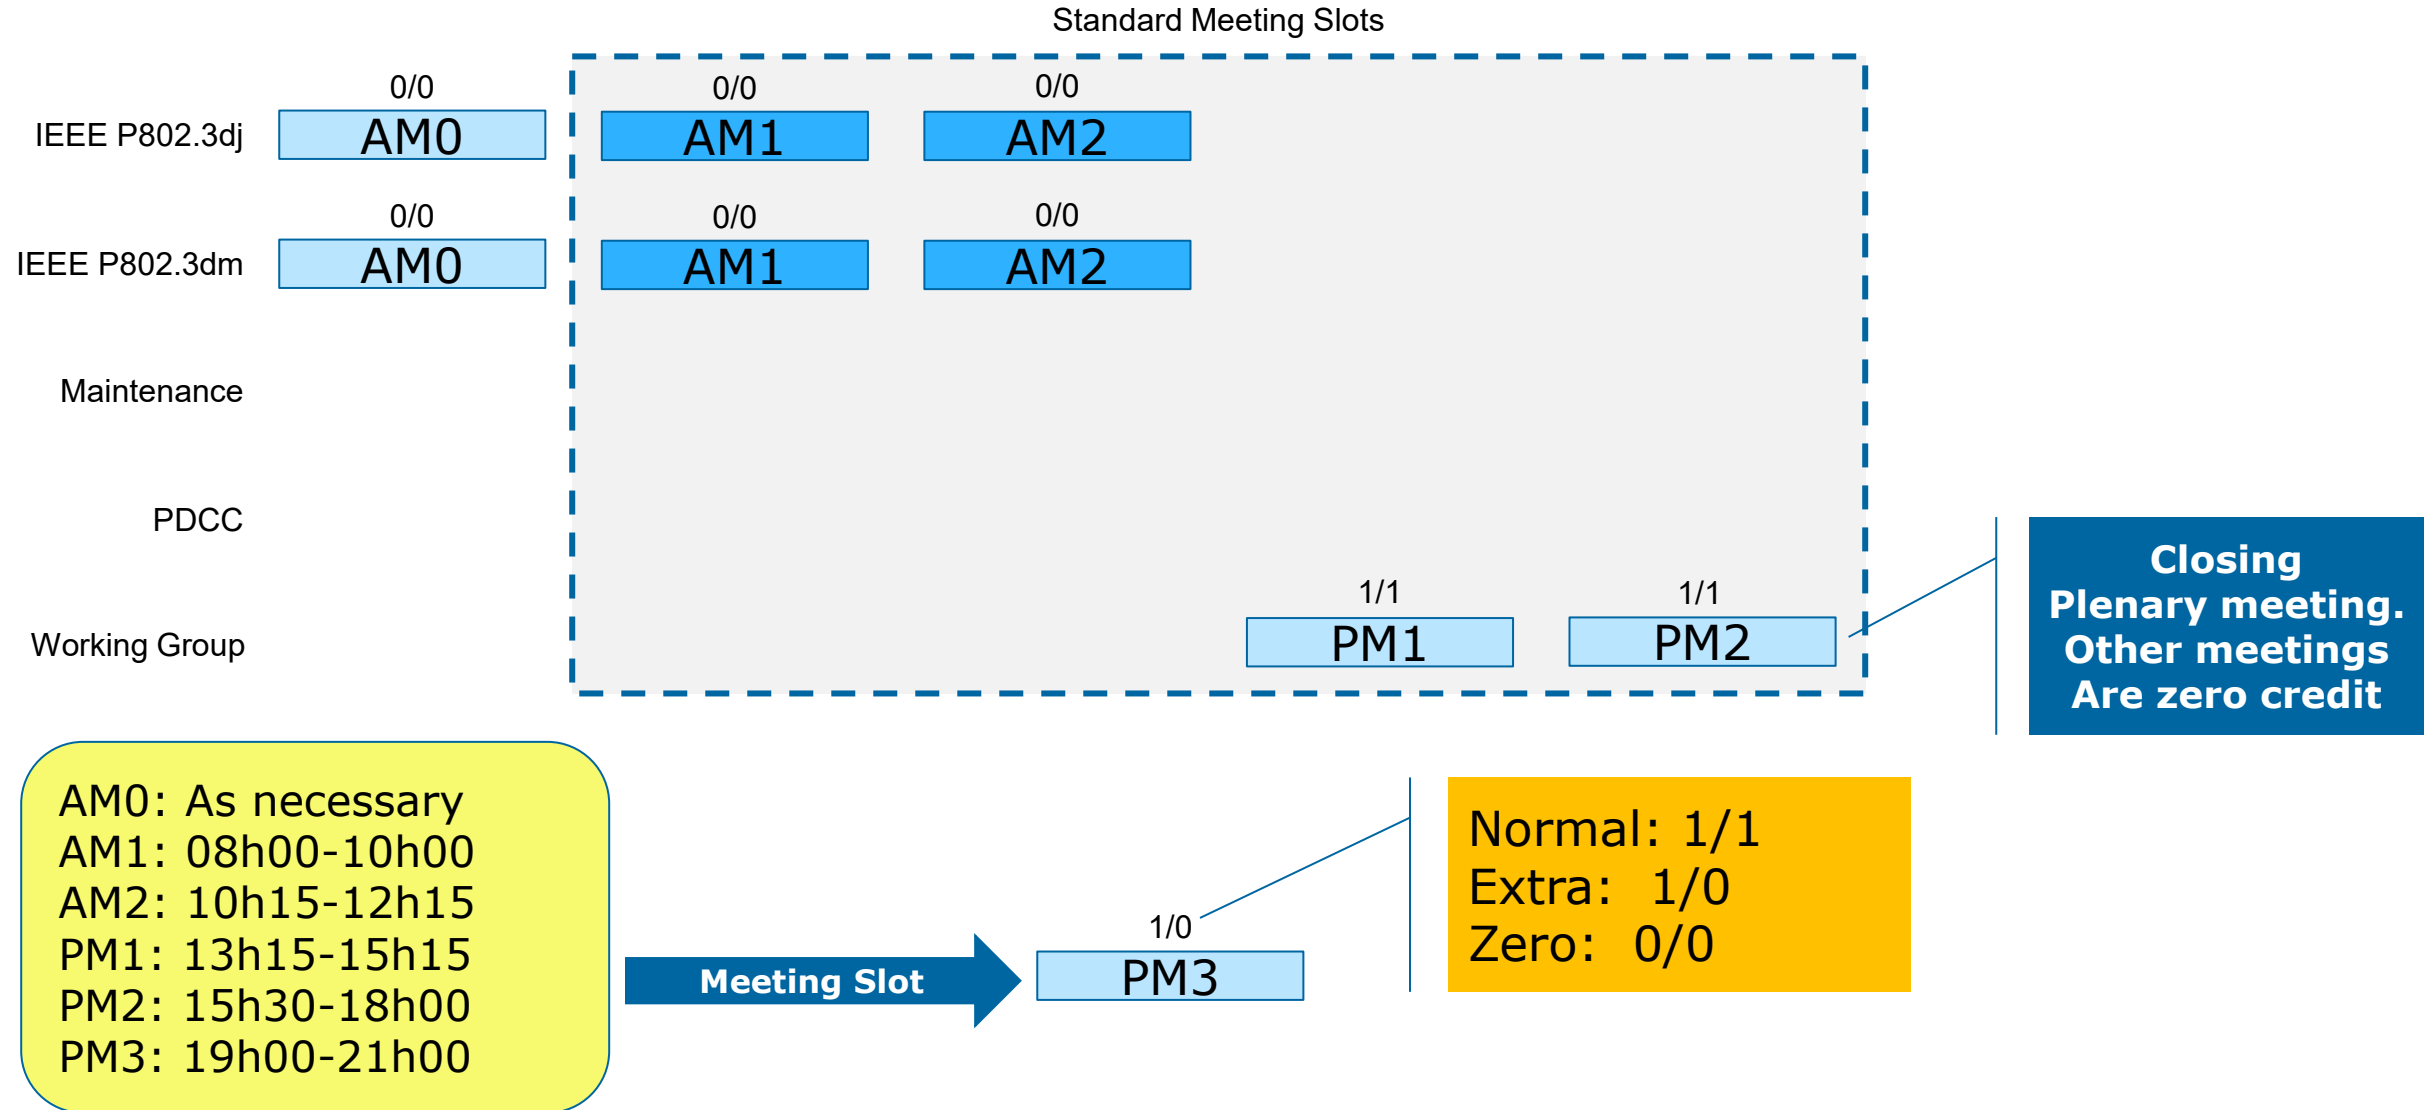 Standard Meeting Slots
0/0
0/0
0/0
IEEE P802.3dj
AM0
AM1
AM2
0/0
0/0
0/0
IEEE P802.3dm
AM0
AM1
AM2
Maintenance
PDCC
1/1
1/1
Working Group
PM1
PM2
Closing
Plenary meeting.
Other meetings
Are zero credit
AM0: As necessary
AM1: 08h00-10h00
AM2: 10h15-12h15
PM1: 13h15-15h15
PM2: 15h30-18h00
PM3: 19h00-21h00
Meeting Slot
1/0
PM3
Normal: 1/1
Extra: 1/0
Zero: 0/0